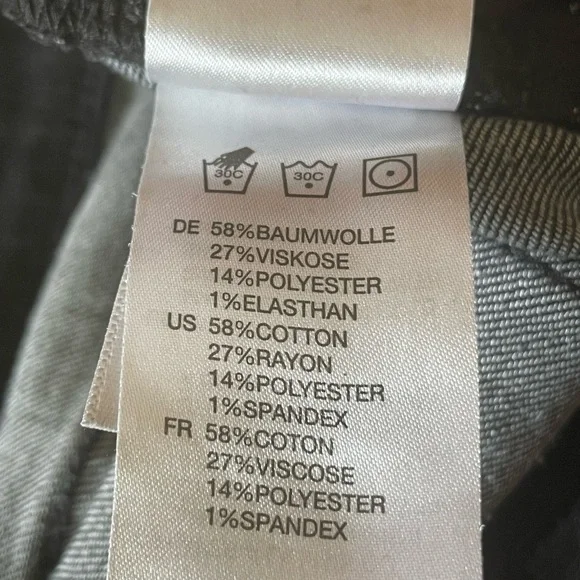 30C 30C
DE 58%BAUMWOLLE
27%VISKOSE
14%POLYESTER
1%ELASTHAN
US 58%COTTON
27%RAYON
14%POLYESTER
1%SPANDEX
FR 58%COTON
27%VISCOSE
14%POLYESTER
1%SPANDEX